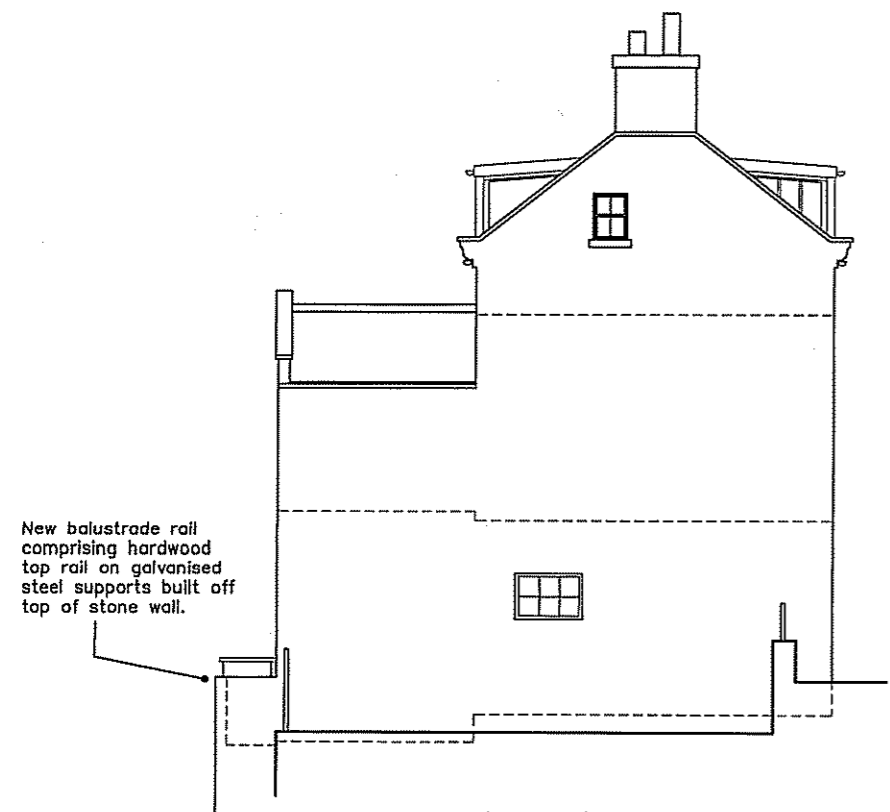 New balustrade rail
comprising hardwood
top rail on galvanised
steel supports built off
top of stone wall.